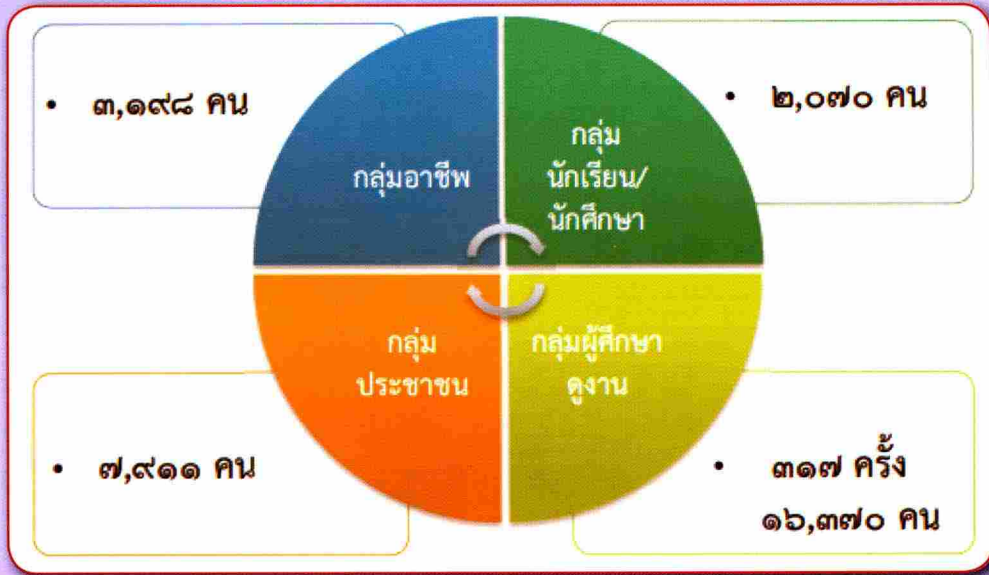 • ๓,๑๙๘ คน
กลุ่มอาชีพ
กลุ่ม
นักเรียน/
นักศึกษา
• ๒,๐๗๐ คน
• ๗,๙๑๑ คน
กลุ่ม
ประชาชน
กลุ่มผู้ศึกษา
ดูงาน
• ๓๑๗ ครั้ง
๑๖,๓๗๐ คน